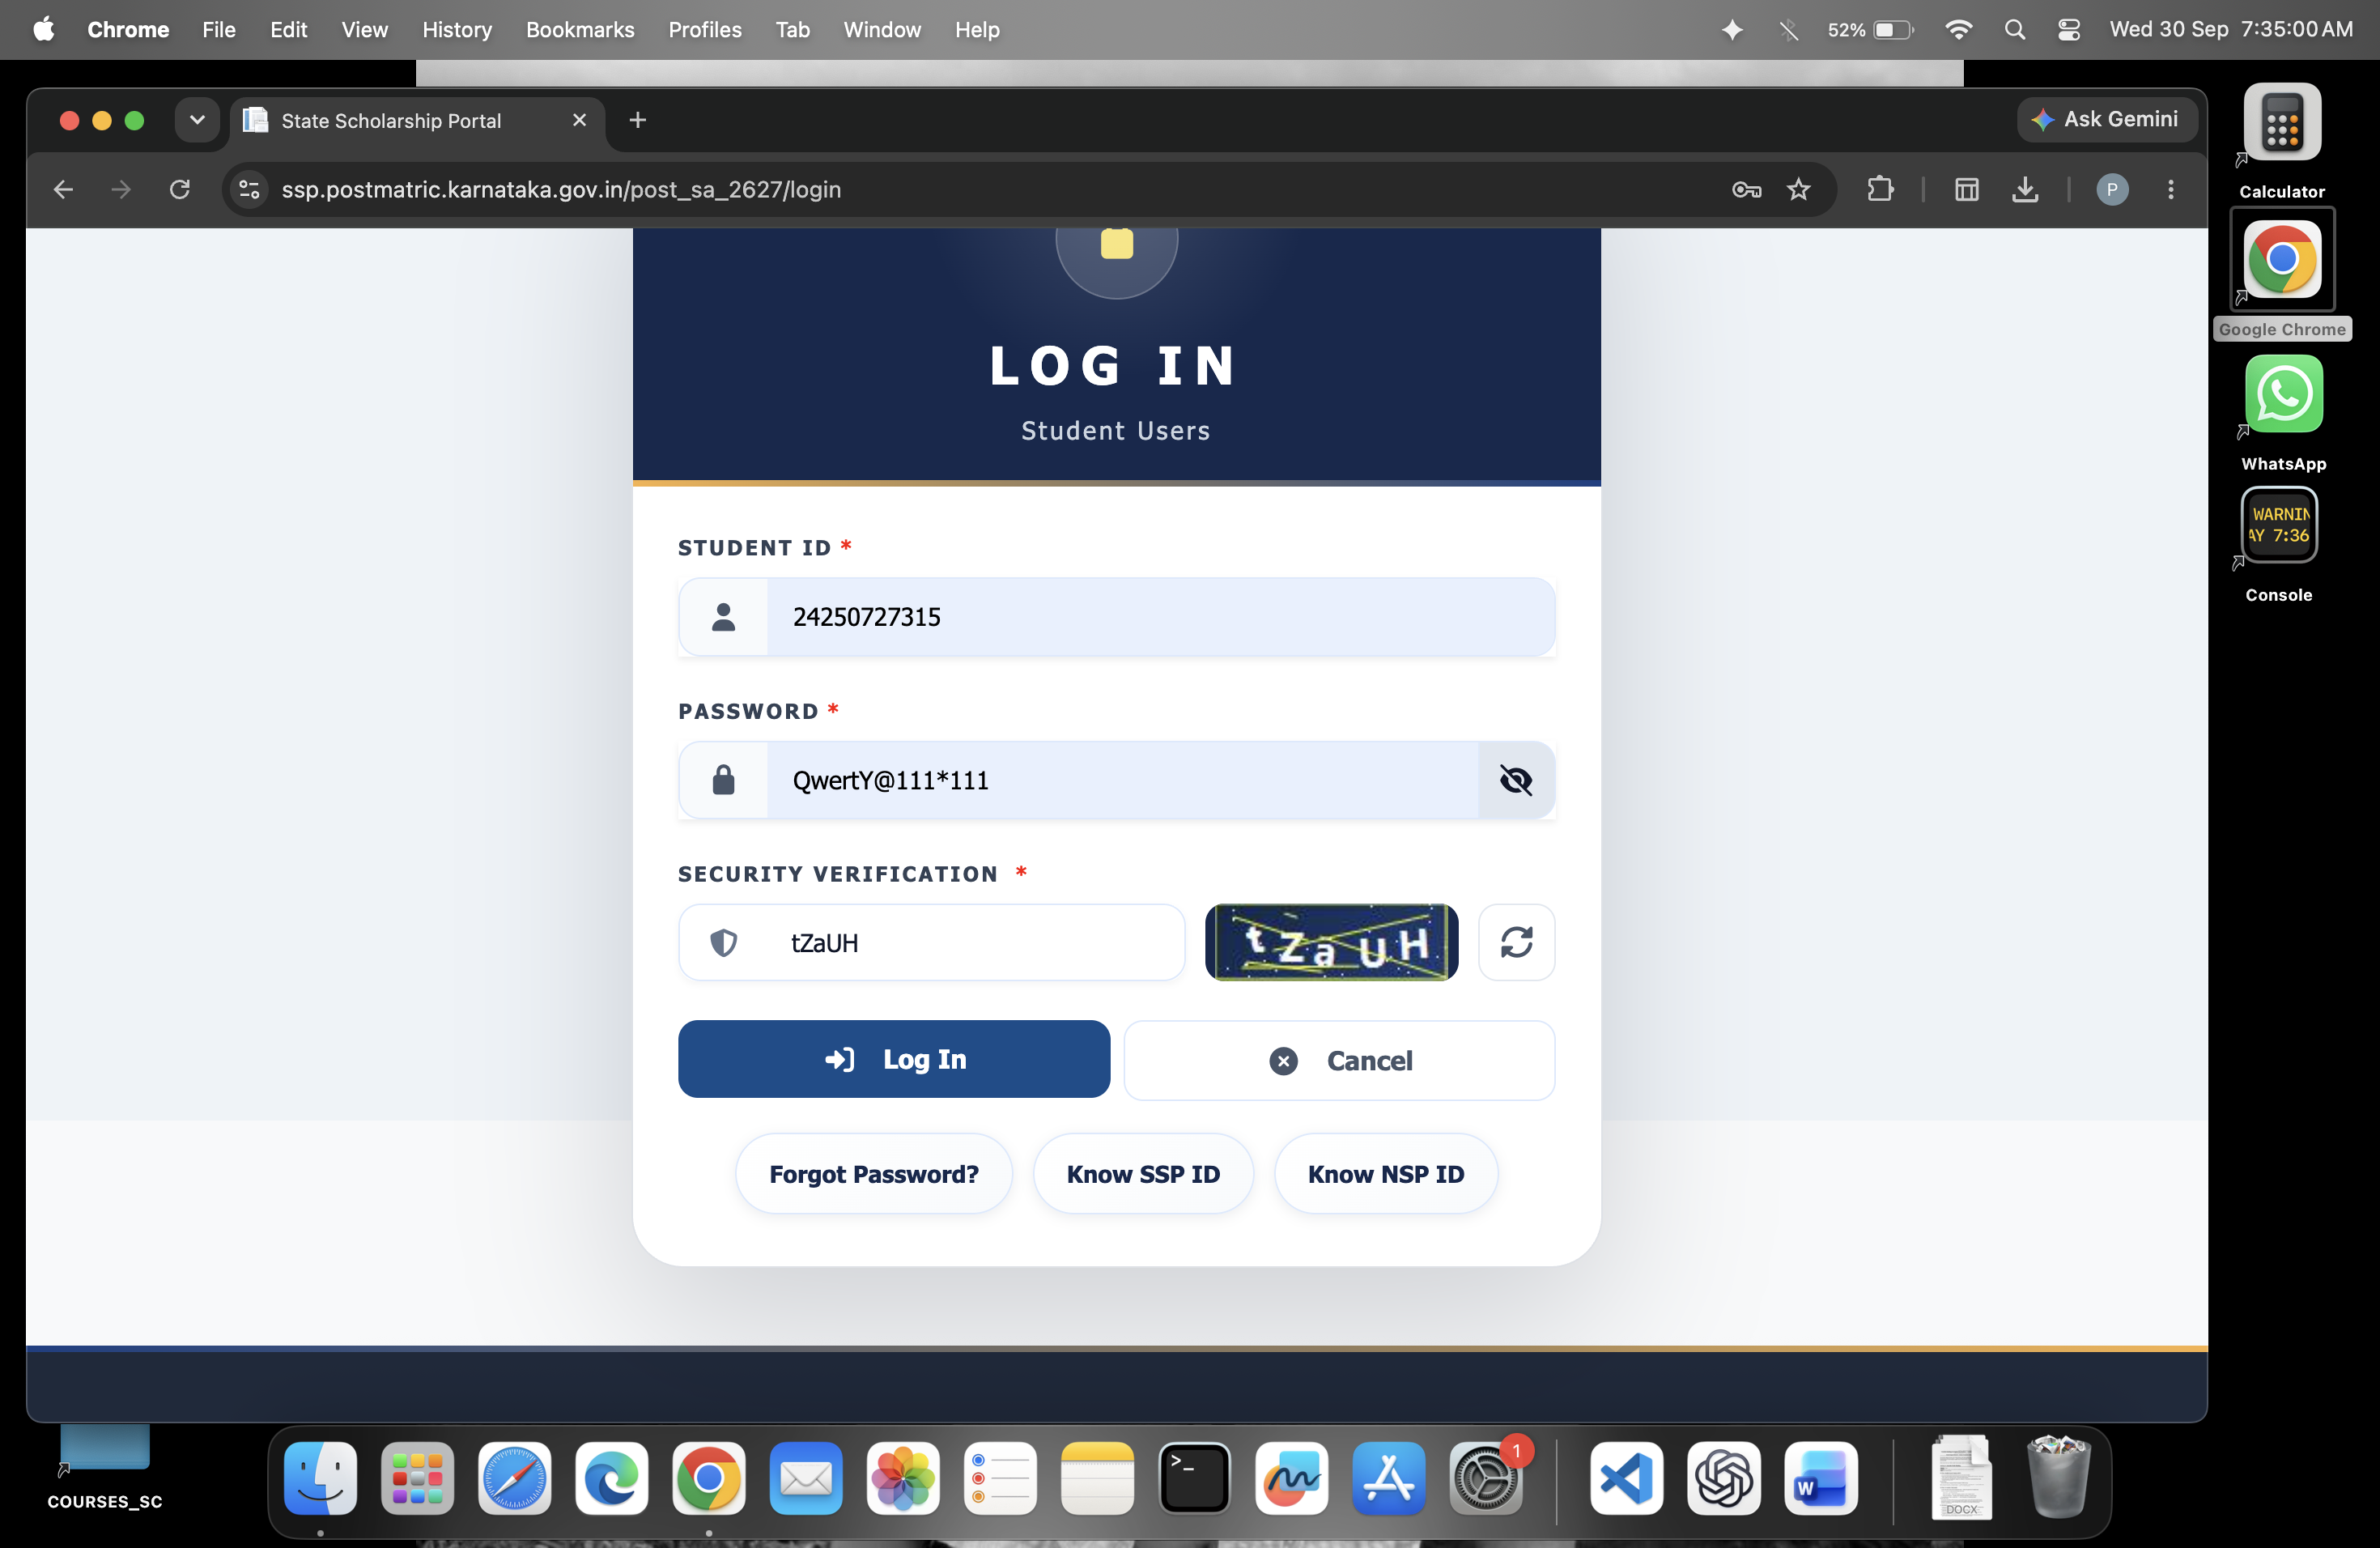 Chrome File Edit View History Bookmarks Profiles Tab Window Help 52% Wed 30 Sep 7:35:00 AM
State Scholarship Portal Ask Gemini
ssp.postmatric.karnataka.gov.in/post_sa_2627/login P
LOG IN
Student Users
STUDENT ID *
24250727315
PASSWORD *
QwertY@111*111
SECURITY VERIFICATION *
tZaUH tZaUH
Log In Cancel
Forgot Password? Know SSP ID Know NSP ID
Calculator
Google Chrome
WhatsApp
WARNIN
AY 7:36
Console
COURSES_SC
>_
1
W
DOCX